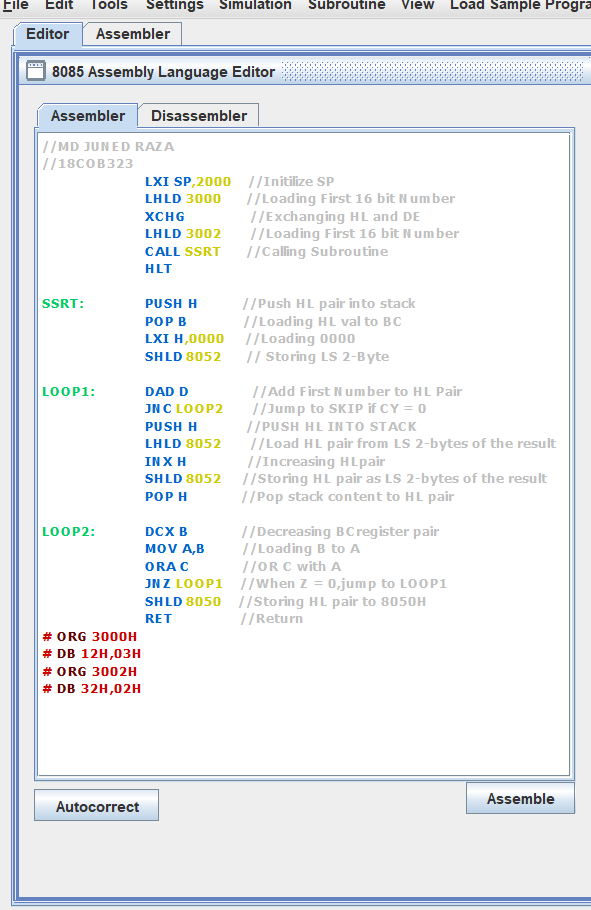 File Edit Tools Settings Simulation Subroutine View Load Sample Progra
Editor Assembler
8085 Assembly Language Editor
Assembler Disassembler
//MD JUNED RAZA
//18COB323
LXI SP,2000 //Initilize SP
LHLD 3000 //Loading First 16 bit Number
XCHG //Exchanging HL and DE
LHLD 3002 //Loading First 16 bit Number
CALL SSRT //Calling Subroutine
HLT
SSRT: PUSH H //Push HL pair into stack
POP B //Loading HL val to BC
LXI H,0000 //Loading 0000
SHLD 8052 // Storing LS 2-Byte
LOOP1: DAD D //Add First Number to HL Pair
JNC LOOP2 //Jump to SKIP if CY = 0
PUSH H //PUSH HL INTO STACK
LHLD 8052 //Load HL pair from LS 2-bytes of the result
INX H //Increasing HLpair
SHLD 8052 //Storing HL pair as LS 2-bytes of the result
POP H //Pop stack content to HL pair
LOOP2: DCX B //Decreasing BC register pair
MOV A,B //Loading B to A
ORA C //OR C with A
JNZ LOOP1 //When Z = 0,jump to LOOP1
SHLD 8050 //Storing HL pair to 8050H
RET //Return
# ORG 3000H
# DB 12H,03H
# ORG 3002H
# DB 32H,02H
Autocorrect Assemble